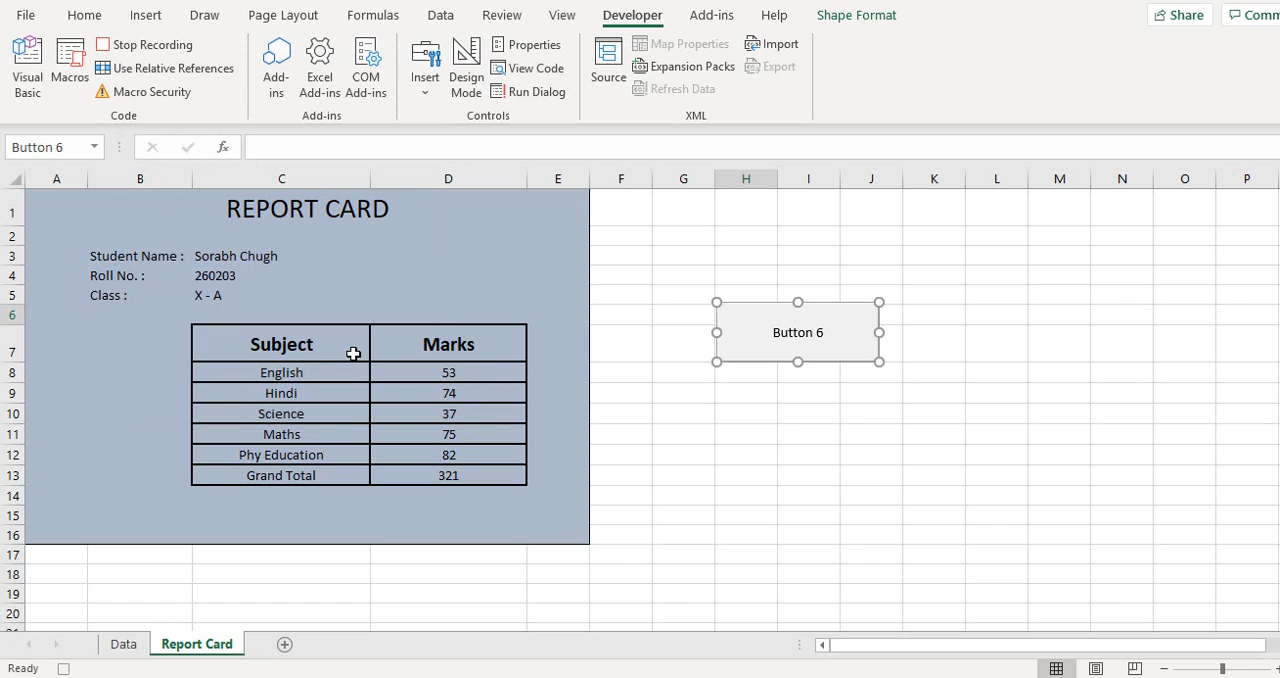 File Home Insert Draw Page Layout Formulas Data Review View Developer Add-ins Help Shape Format Share Comm
Visual Basic
Macros
Stop Recording
Use Relative References
Macro Security
Code
Add-ins
Excel Add-ins
COM Add-ins
Add-ins
Insert
Design Mode
Properties
View Code
Run Dialog
Controls
Source
Map Properties
Expansion Packs
Refresh Data
Import
Export
XML
Button 6
fx
A B C D E F G H I J K L M N O P
1 REPORT CARD
2
3 Student Name : Sorabh Chugh
4 Roll No. : 260203
5 Class : X - A
6
Button 6
7 Subject Marks
8 English 53
9 Hindi 74
10 Science 37
11 Maths 75
12 Phy Education 82
13 Grand Total 321
14
15
16
17
18
19
20
Data Report Card
Ready